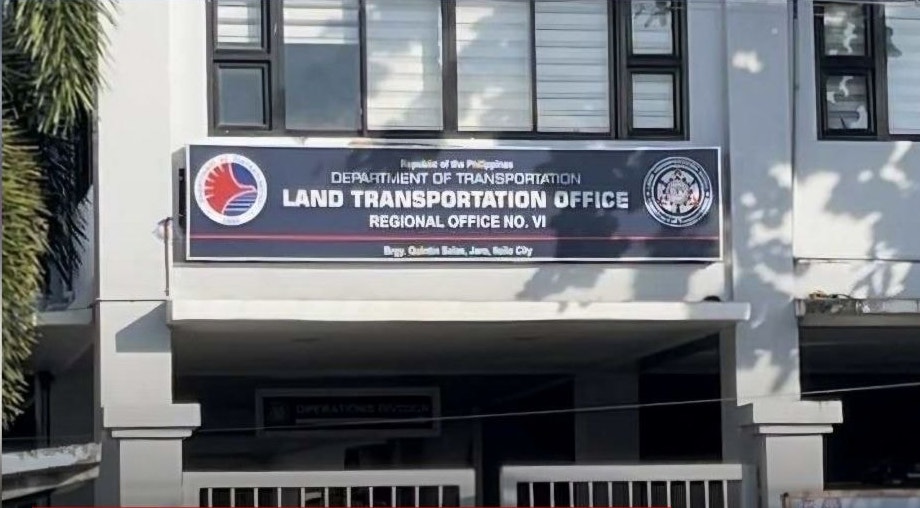 Republic of the Philippines
DEPARTMENT OF TRANSPORTATION
LAND TRANSPORTATION OFFICE
REGIONAL OFFICE NO. VI
Brgy. Quintin Salas, Jaro, Iloilo City
OPERATIONS DIVISION